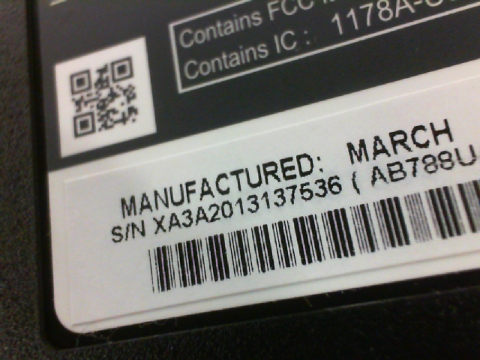 Contains FCC
Contains IC : 1178A-
MANUFACTURED: MARCH
S/N XA3A2013137536 ( AB788U